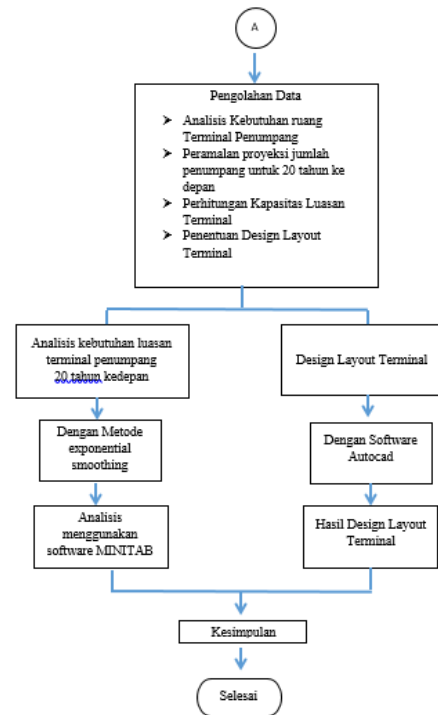 A
Pengolahan Data
➤ Analisis Kebutuhan ruang
Terminal Penumpang
➤ Peramalan proyeksi jumlah
penumpang untuk 20 tahun ke
depan
➤ Perhitungan Kapasitas Luasan
Terminal
➤ Penentuan Design Layout
Terminal
Analisis kebutuhan luasan
terminal penumpang
20 tahun kedepan
Dengan Metode
exponential
smoothing
Analisis
menggunakan
software MINITAB
Design Layout Terminal
Dengan Software
Autocad
Hasil Design Layout
Terminal
Kesimpulan
Selesai